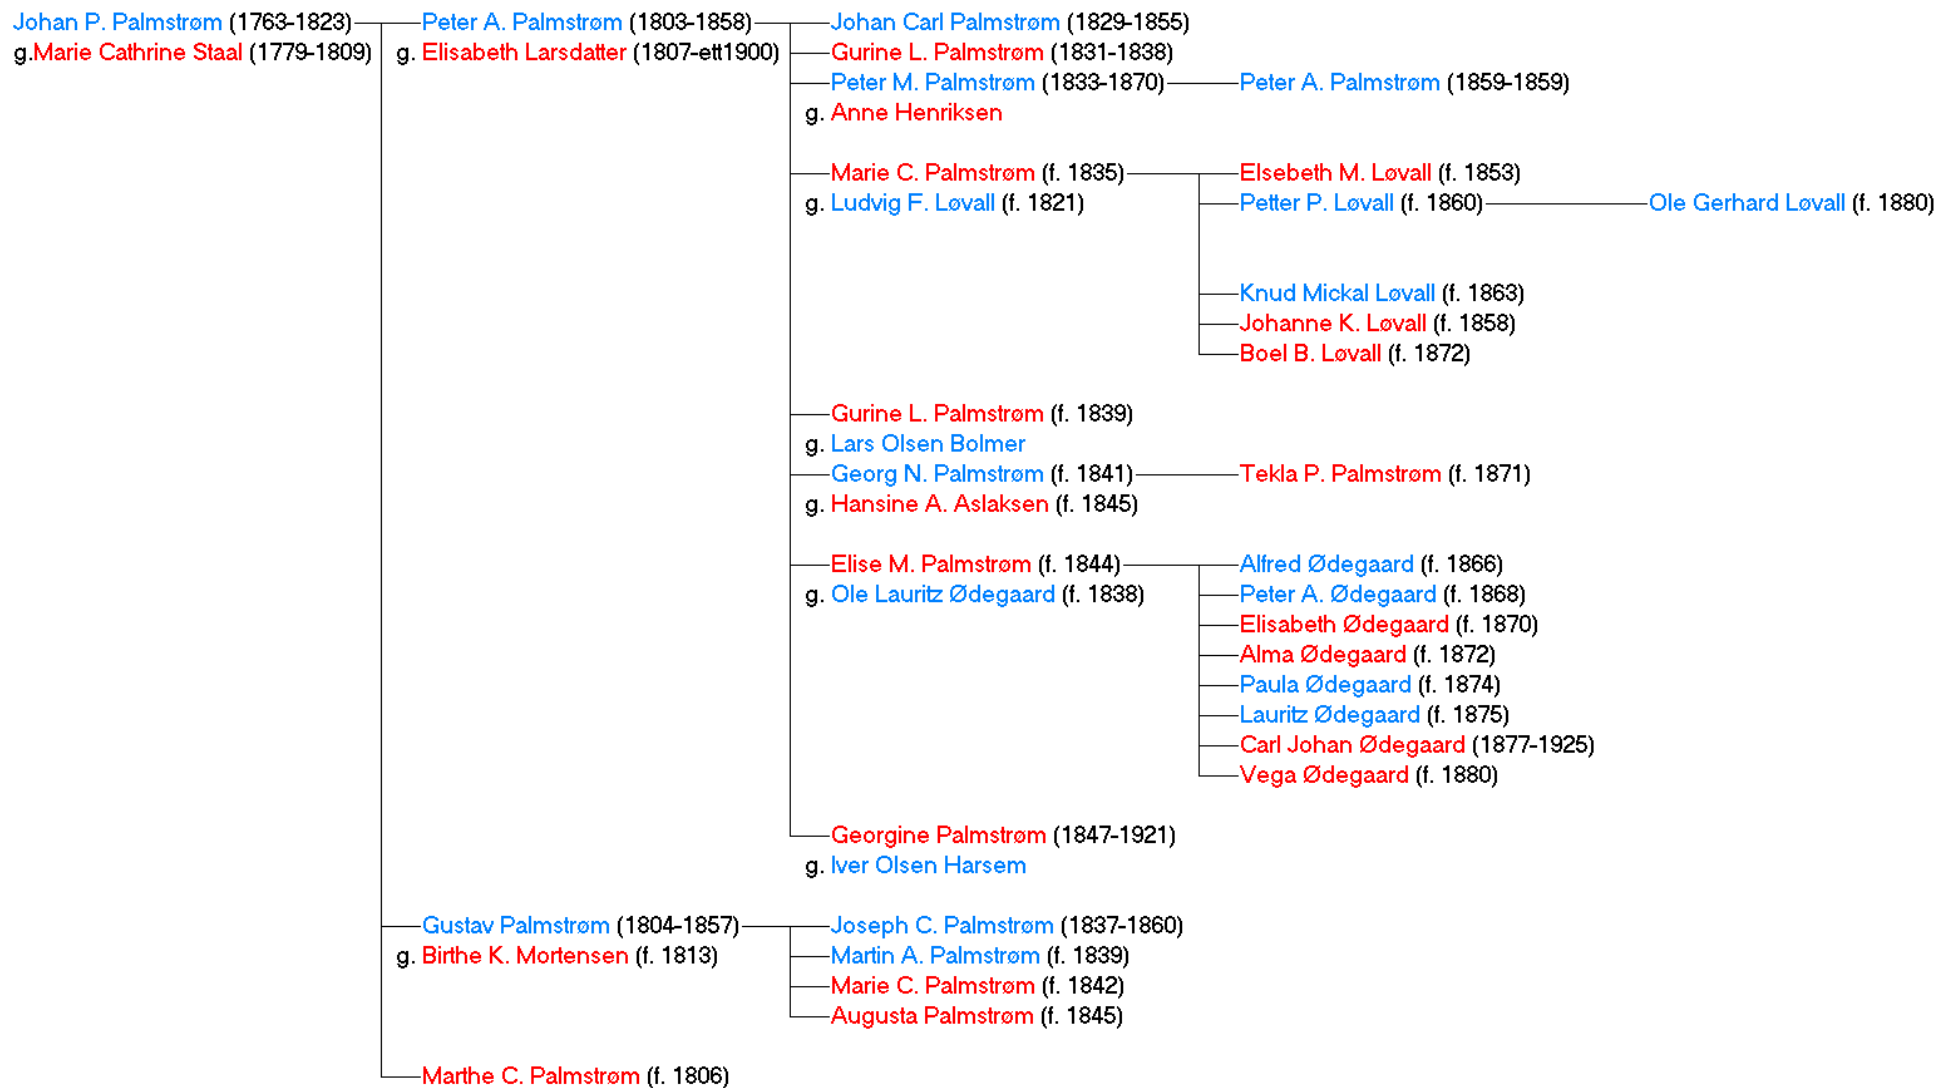 Johan P. Palmstrøm (1763-1823) Peter A. Palmstrøm (1803-1858) Johan Carl Palmstrøm (1829-1855)
g.Marie Cathrine Staal (1779-1809) g. Elisabeth Larsdatter (1807-ett1900) Gurine L. Palmstrøm (1831-1838)
Peter M. Palmstrøm (1833-1870) Peter A. Palmstrøm (1859-1859)
g. Anne Henriksen
Marie C. Palmstrøm (f. 1835) Elsebeth M. Løvall (f. 1853)
g. Ludvig F. Løvall (f. 1821) Petter P. Løvall (f. 1860) Ole Gerhard Løvall (f. 1880)
Knud Mickal Løvall (f. 1863)
Johanne K. Løvall (f. 1858)
Boel B. Løvall (f. 1872)
Gurine L. Palmstrøm (f. 1839)
g. Lars Olsen Bolmer
Georg N. Palmstrøm (f. 1841) Tekla P. Palmstrøm (f. 1871)
g. Hansine A. Aslaksen (f. 1845)
Elise M. Palmstrøm (f. 1844) Alfred Ødegaard (f. 1866)
g. Ole Lauritz Ødegaard (f. 1838) Peter A. Ødegaard (f. 1868)
Elisabeth Ødegaard (f. 1870)
Alma Ødegaard (f. 1872)
Paula Ødegaard (f. 1874)
Lauritz Ødegaard (f. 1875)
Carl Johan Ødegaard (1877-1925)
Vega Ødegaard (f. 1880)
Georgine Palmstrøm (1847-1921)
g. Iver Olsen Harsem
Gustav Palmstrøm (1804-1857) Joseph C. Palmstrøm (1837-1860)
g. Birthe K. Mortensen (f. 1813) Martin A. Palmstrøm (f. 1839)
Marie C. Palmstrøm (f. 1842)
Augusta Palmstrøm (f. 1845)
Marthe C. Palmstrøm (f. 1806)